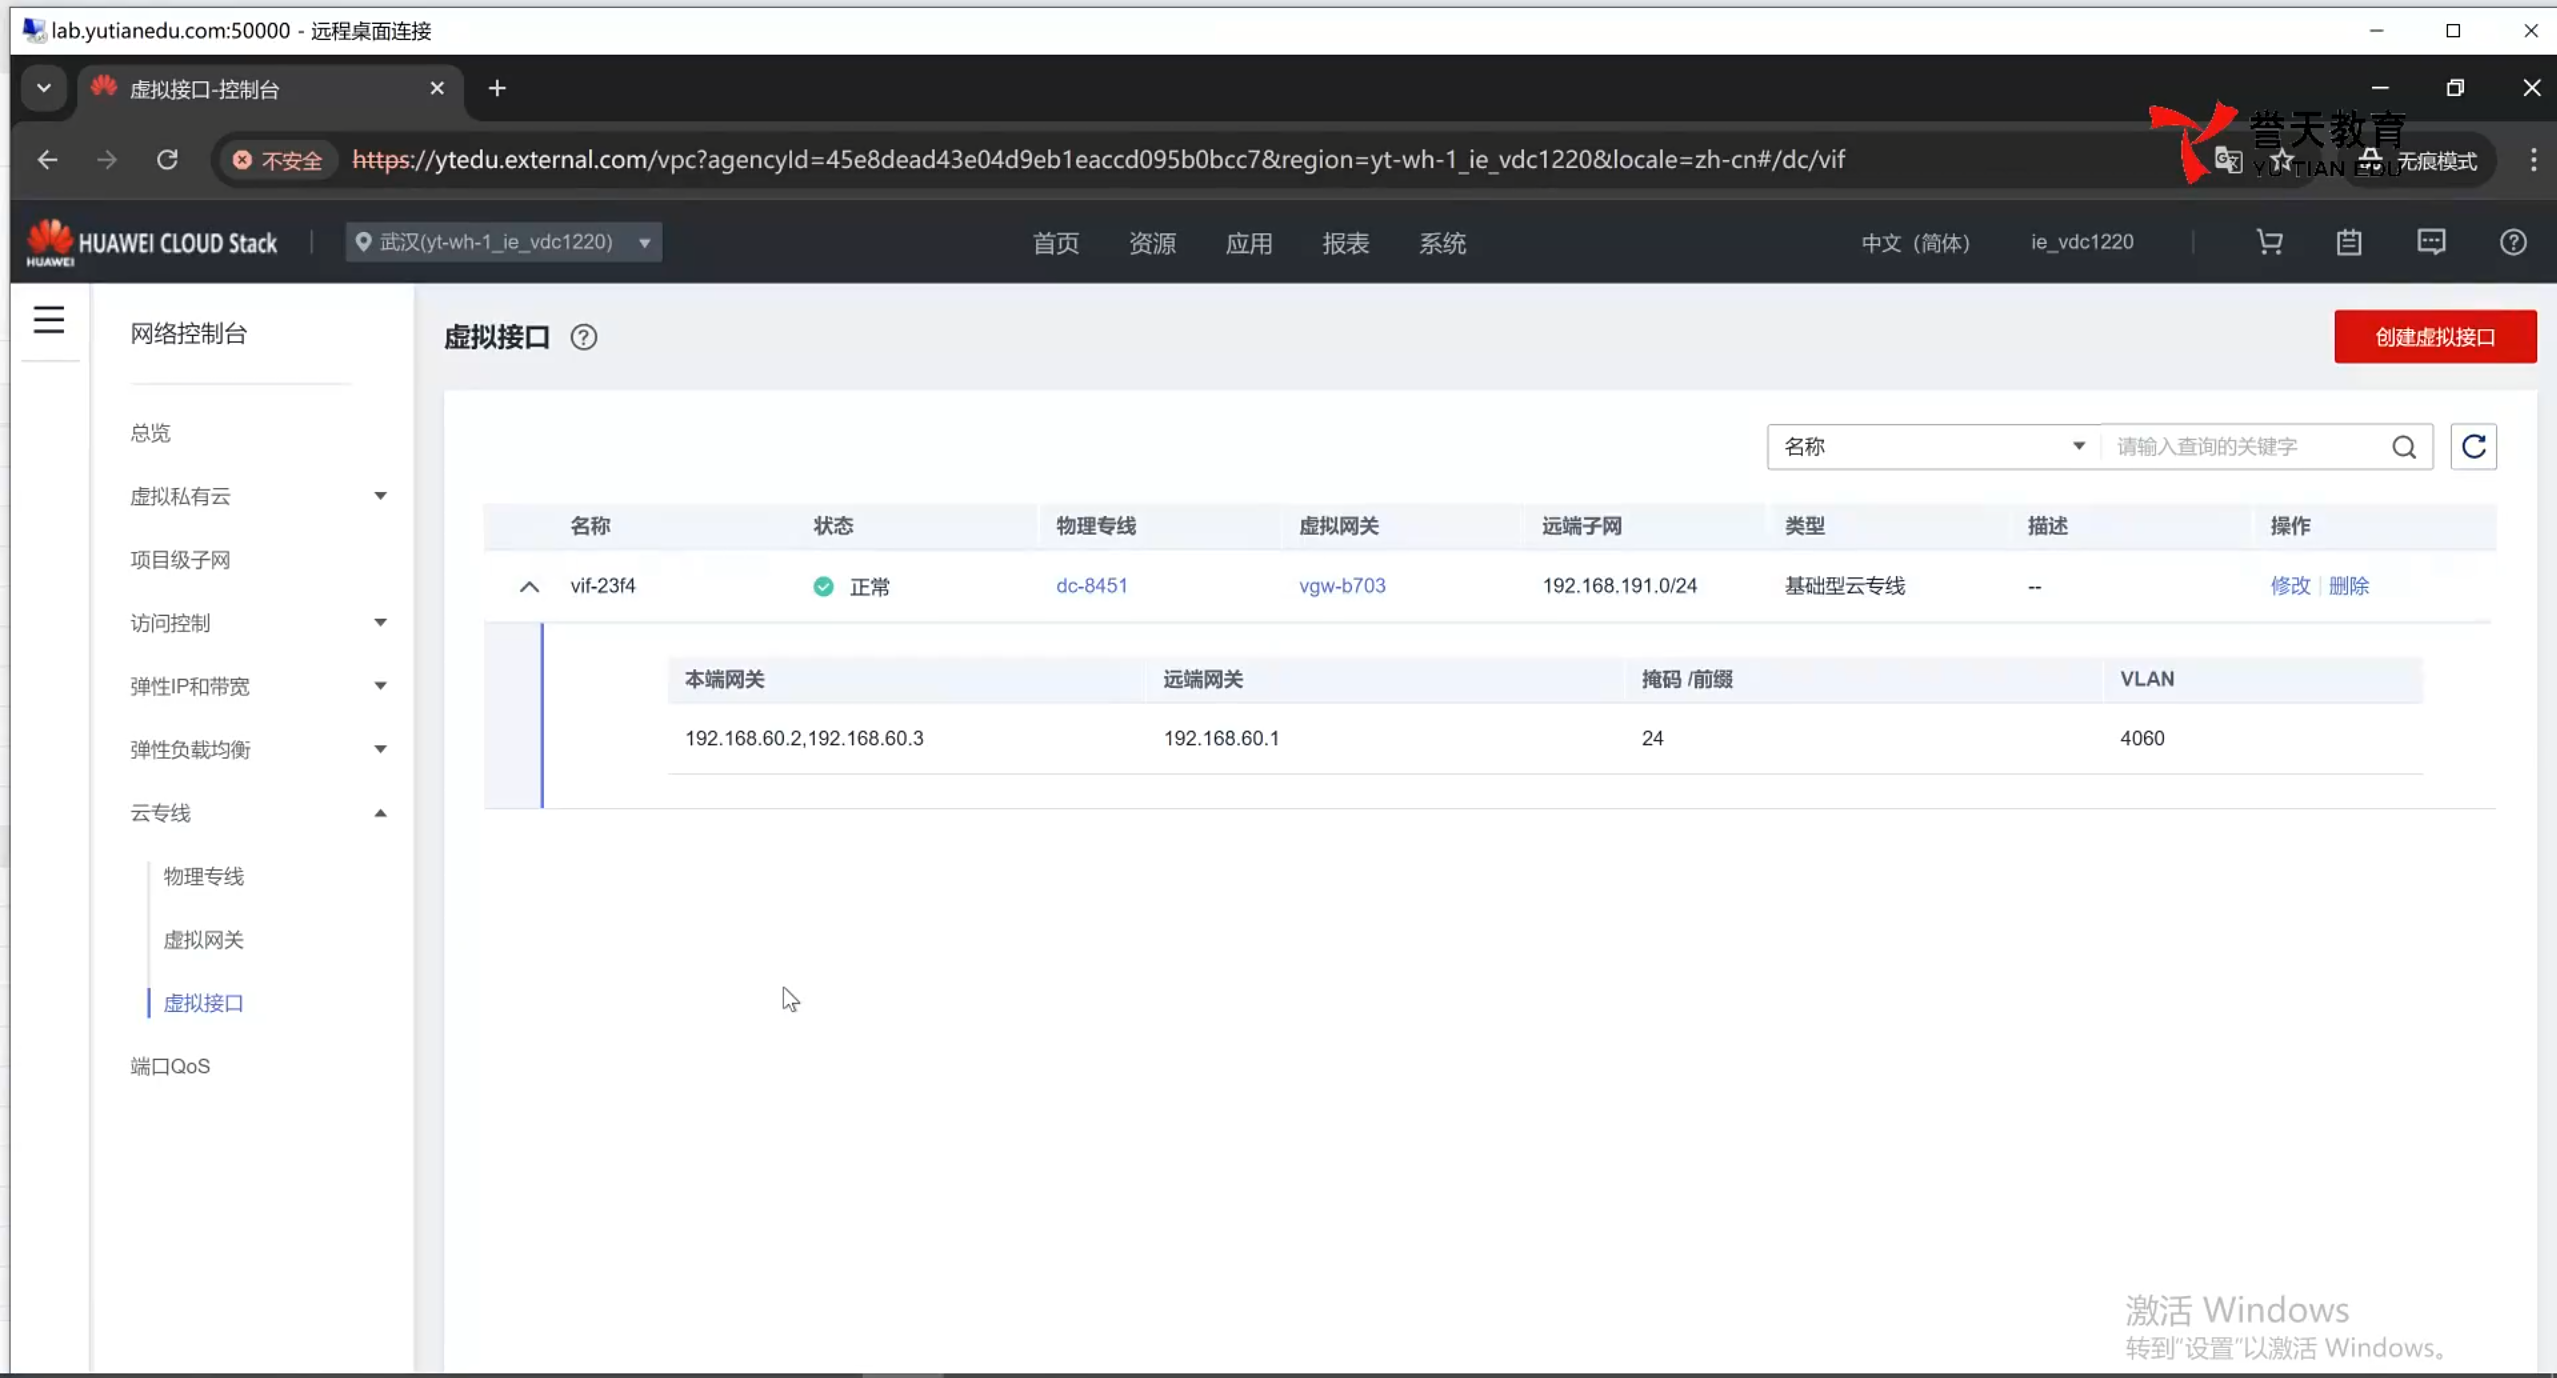 lab.yutianedu.com:50000 - 远程桌面连接
虚拟接口-控制台
不安全 https://ytedu.external.com/vpc?agencyId=45e8dead43e04d9eb1eaccd095b0bcc7&region=yt-wh-1_ie_vdc1220&locale=zh-cn#/dc/vif 无痕模式
誉天教育
YU TIAN EDU
HUAWEI
HUAWEI CLOUD Stack 武汉(yt-wh-1_ie_vdc1220) 首页 资源 应用 报表 系统 中文（简体） ie_vdc1220
网络控制台
总览
虚拟私有云
项目级子网
访问控制
弹性IP和带宽
弹性负载均衡
云专线
物理专线
虚拟网关
虚拟接口
端口QoS
虚拟接口 创建虚拟接口
名称 请输入查询的关键字
名称 状态 物理专线 虚拟网关 远端子网 类型 描述 操作
vif-23f4 正常 dc-8451 vgw-b703 192.168.191.0/24 基础型云专线 -- 修改 删除
本端网关 远端网关 掩码 /前缀 VLAN
192.168.60.2,192.168.60.3 192.168.60.1 24 4060
激活 Windows
转到“设置”以激活 Windows。